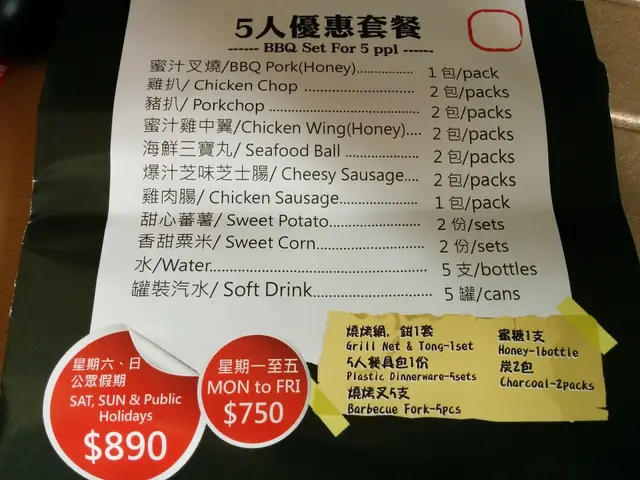 5人優惠套餐
------ BBQ Set For 5 ppl ------
蜜汁叉燒/BBQ Pork(Honey)............... 1 包/pack
雞扒/ Chicken Chop ............................ 2 包/packs
豬扒/ Porkchop ...................................... 2 包/packs
蜜汁雞中翼/Chicken Wing(Honey).... 2 包/packs
海鮮三寶丸/ Seafood Ball ................... 2 包/packs
爆汁芝味芝士腸/ Cheesy Sausage.... 2 包/packs
雞肉腸/ Chicken Sausage..................... 1 包/pack
甜心蕃薯/ Sweet Potato....................... 2 份/sets
香甜粟米/ Sweet Corn........................... 2 份/sets
水/Water................................................ 5 支/bottles
罐裝汽水/ Soft Drink............................. 5 罐/cans
星期六、日
公眾假期
SAT, SUN & Public
Holidays
$890
星期一至五
MON to FRI
$750
燒烤網, 鉗1套
Grill Net & Tong-1set
5人餐具包1份
Plastic Dinnerware-5sets
燒烤叉5支
Barbecue Fork-5pcs
蜜糖1支
Honey-1bottle
炭2包
Charcoal-2packs